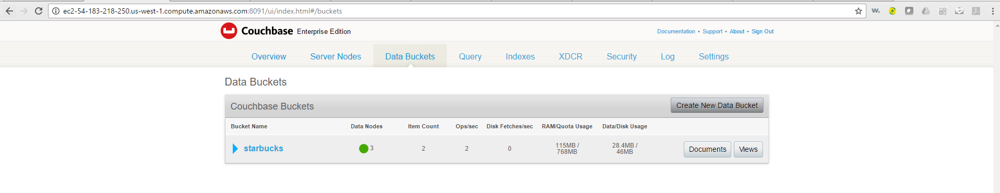 ec2-54-183-218-250.us-west-1.compute.amazonaws.com:8091/ui/index.html#/buckets
Couchbase Enterprise Edition
Documentation • Support • About • Sign Out
Overview Server Nodes Data Buckets Query Indexes XDCR Security Log Settings
Data Buckets
Couchbase Buckets Create New Data Bucket
Bucket Name Data Nodes Item Count Ops/sec Disk Fetches/sec RAM/Quota Usage Data/Disk Usage
starbucks 3 2 2 0 115MB / 768MB 28.4MB / 46MB Documents Views